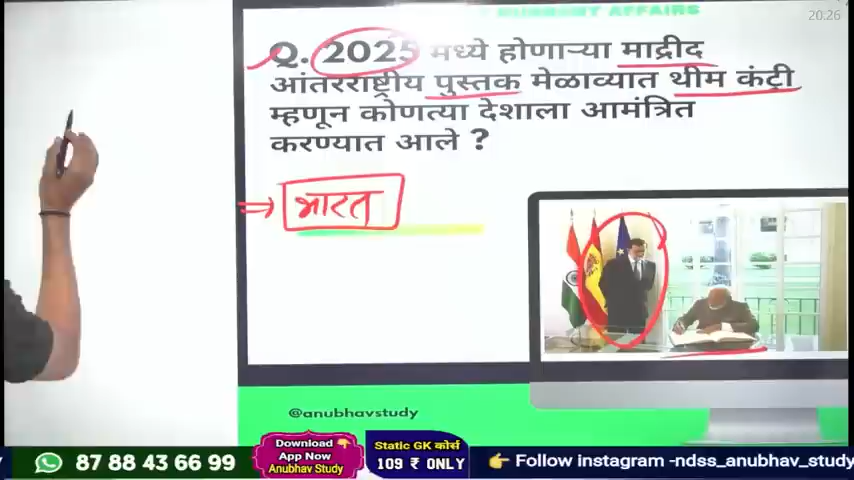 CURRENT AFFAIRS
20:26
Q. 2025 मध्ये होणाऱ्या माद्रीद
आंतरराष्ट्रीय पुस्तक मेळाव्यात थीम कंट्री
म्हणून कोणत्या देशाला आमंत्रित
करण्यात आले ?
⇒ भारत
@anubhavstudy
87 88 43 66 99
Download 👇
App Now
Anubhav Study
Static GK कोर्स
109 ₹ ONLY
👉 Follow instagram -ndss_anubhav_study